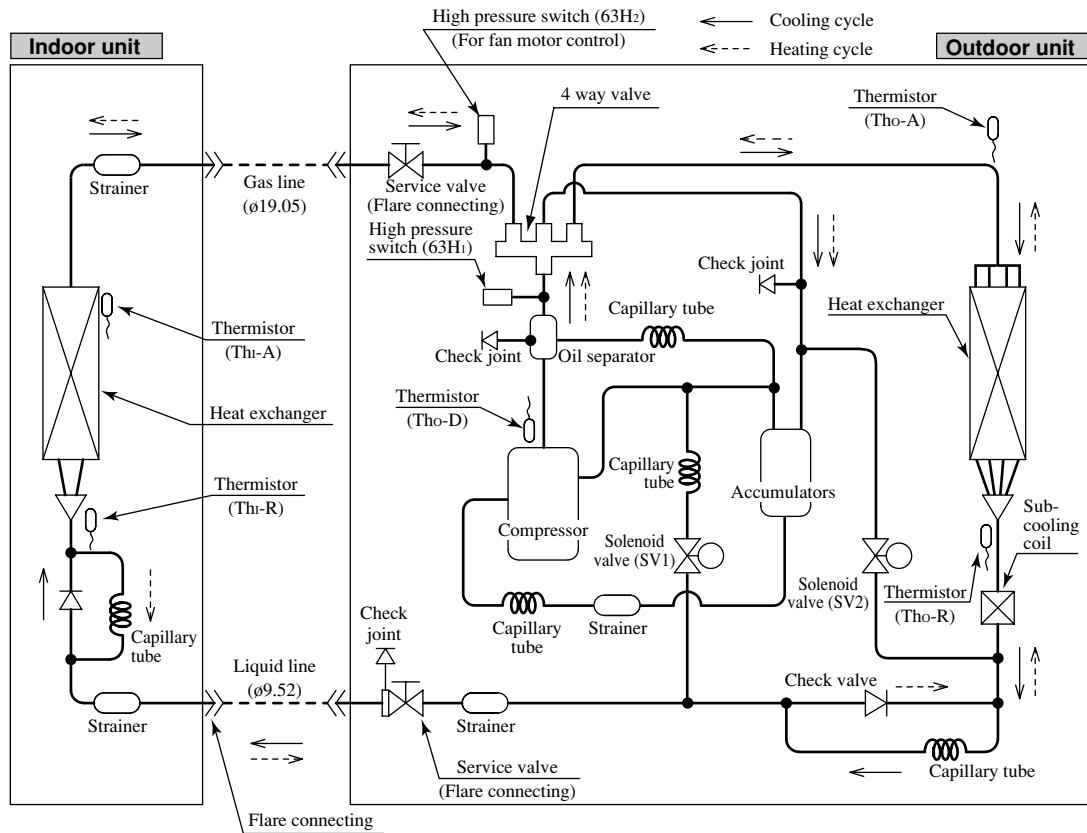 High pressure switch (63H2)
(For fan motor control)
Cooling cycle
Heating cycle
Indoor unit
Outdoor unit
4 way valve
Thermistor
(Tho-A)
Strainer
Gas line
(ø19.05)
Service valve
(Flare connecting)
High pressure
switch (63H1)
Check joint
Capillary tube
Heat exchanger
Thermistor
(ThI-A)
Check joint
Oil separator
Heat exchanger
Thermistor
(Tho-D)
Capillary
tube
Accumulators
Thermistor
(ThI-R)
Compressor
Sub-
cooling
coil
Solenoid
valve (SV1)
Solenoid
valve (SV2)
Thermistor
(Tho-R)
Capillary
tube
Check
joint
Capillary
tube
Strainer
Liquid line
(ø9.52)
Check valve
Strainer
Strainer
Service valve
(Flare connecting)
Capillary tube
Flare connecting